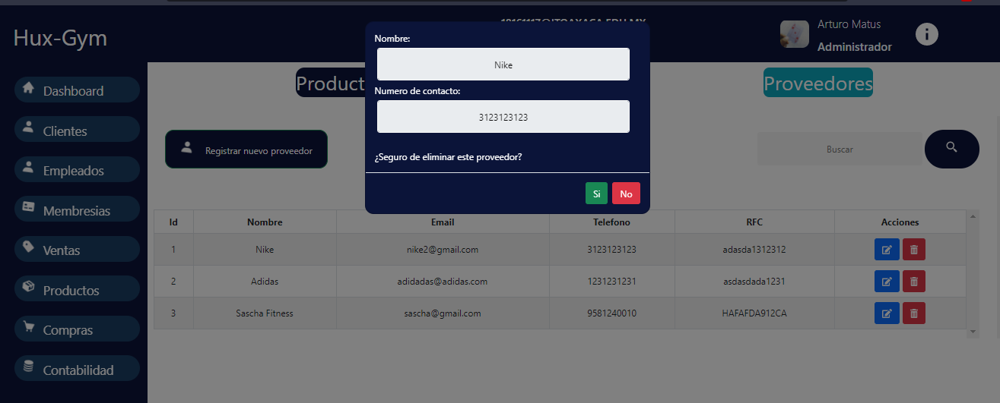 Hux-Gym
Arturo Matus
Administrador
Dashboard
Clientes
Empleados
Membresias
Ventas
Productos
Compras
Contabilidad
Proveedores
Registrar nuevo proveedor
Buscar
Nombre:
Nike
Numero de contacto:
3123123123
¿Seguro de eliminar este proveedor?
Si No
Id Nombre Email Telefono RFC Acciones
1 Nike nike2@gmail.com 3123123123 adasda1312312
2 Adidas adidadas@adidas.com 1231231231 asdasdada1231
3 Sascha Fitness sascha@gmail.com 9581240010 HAFAFDA912CA